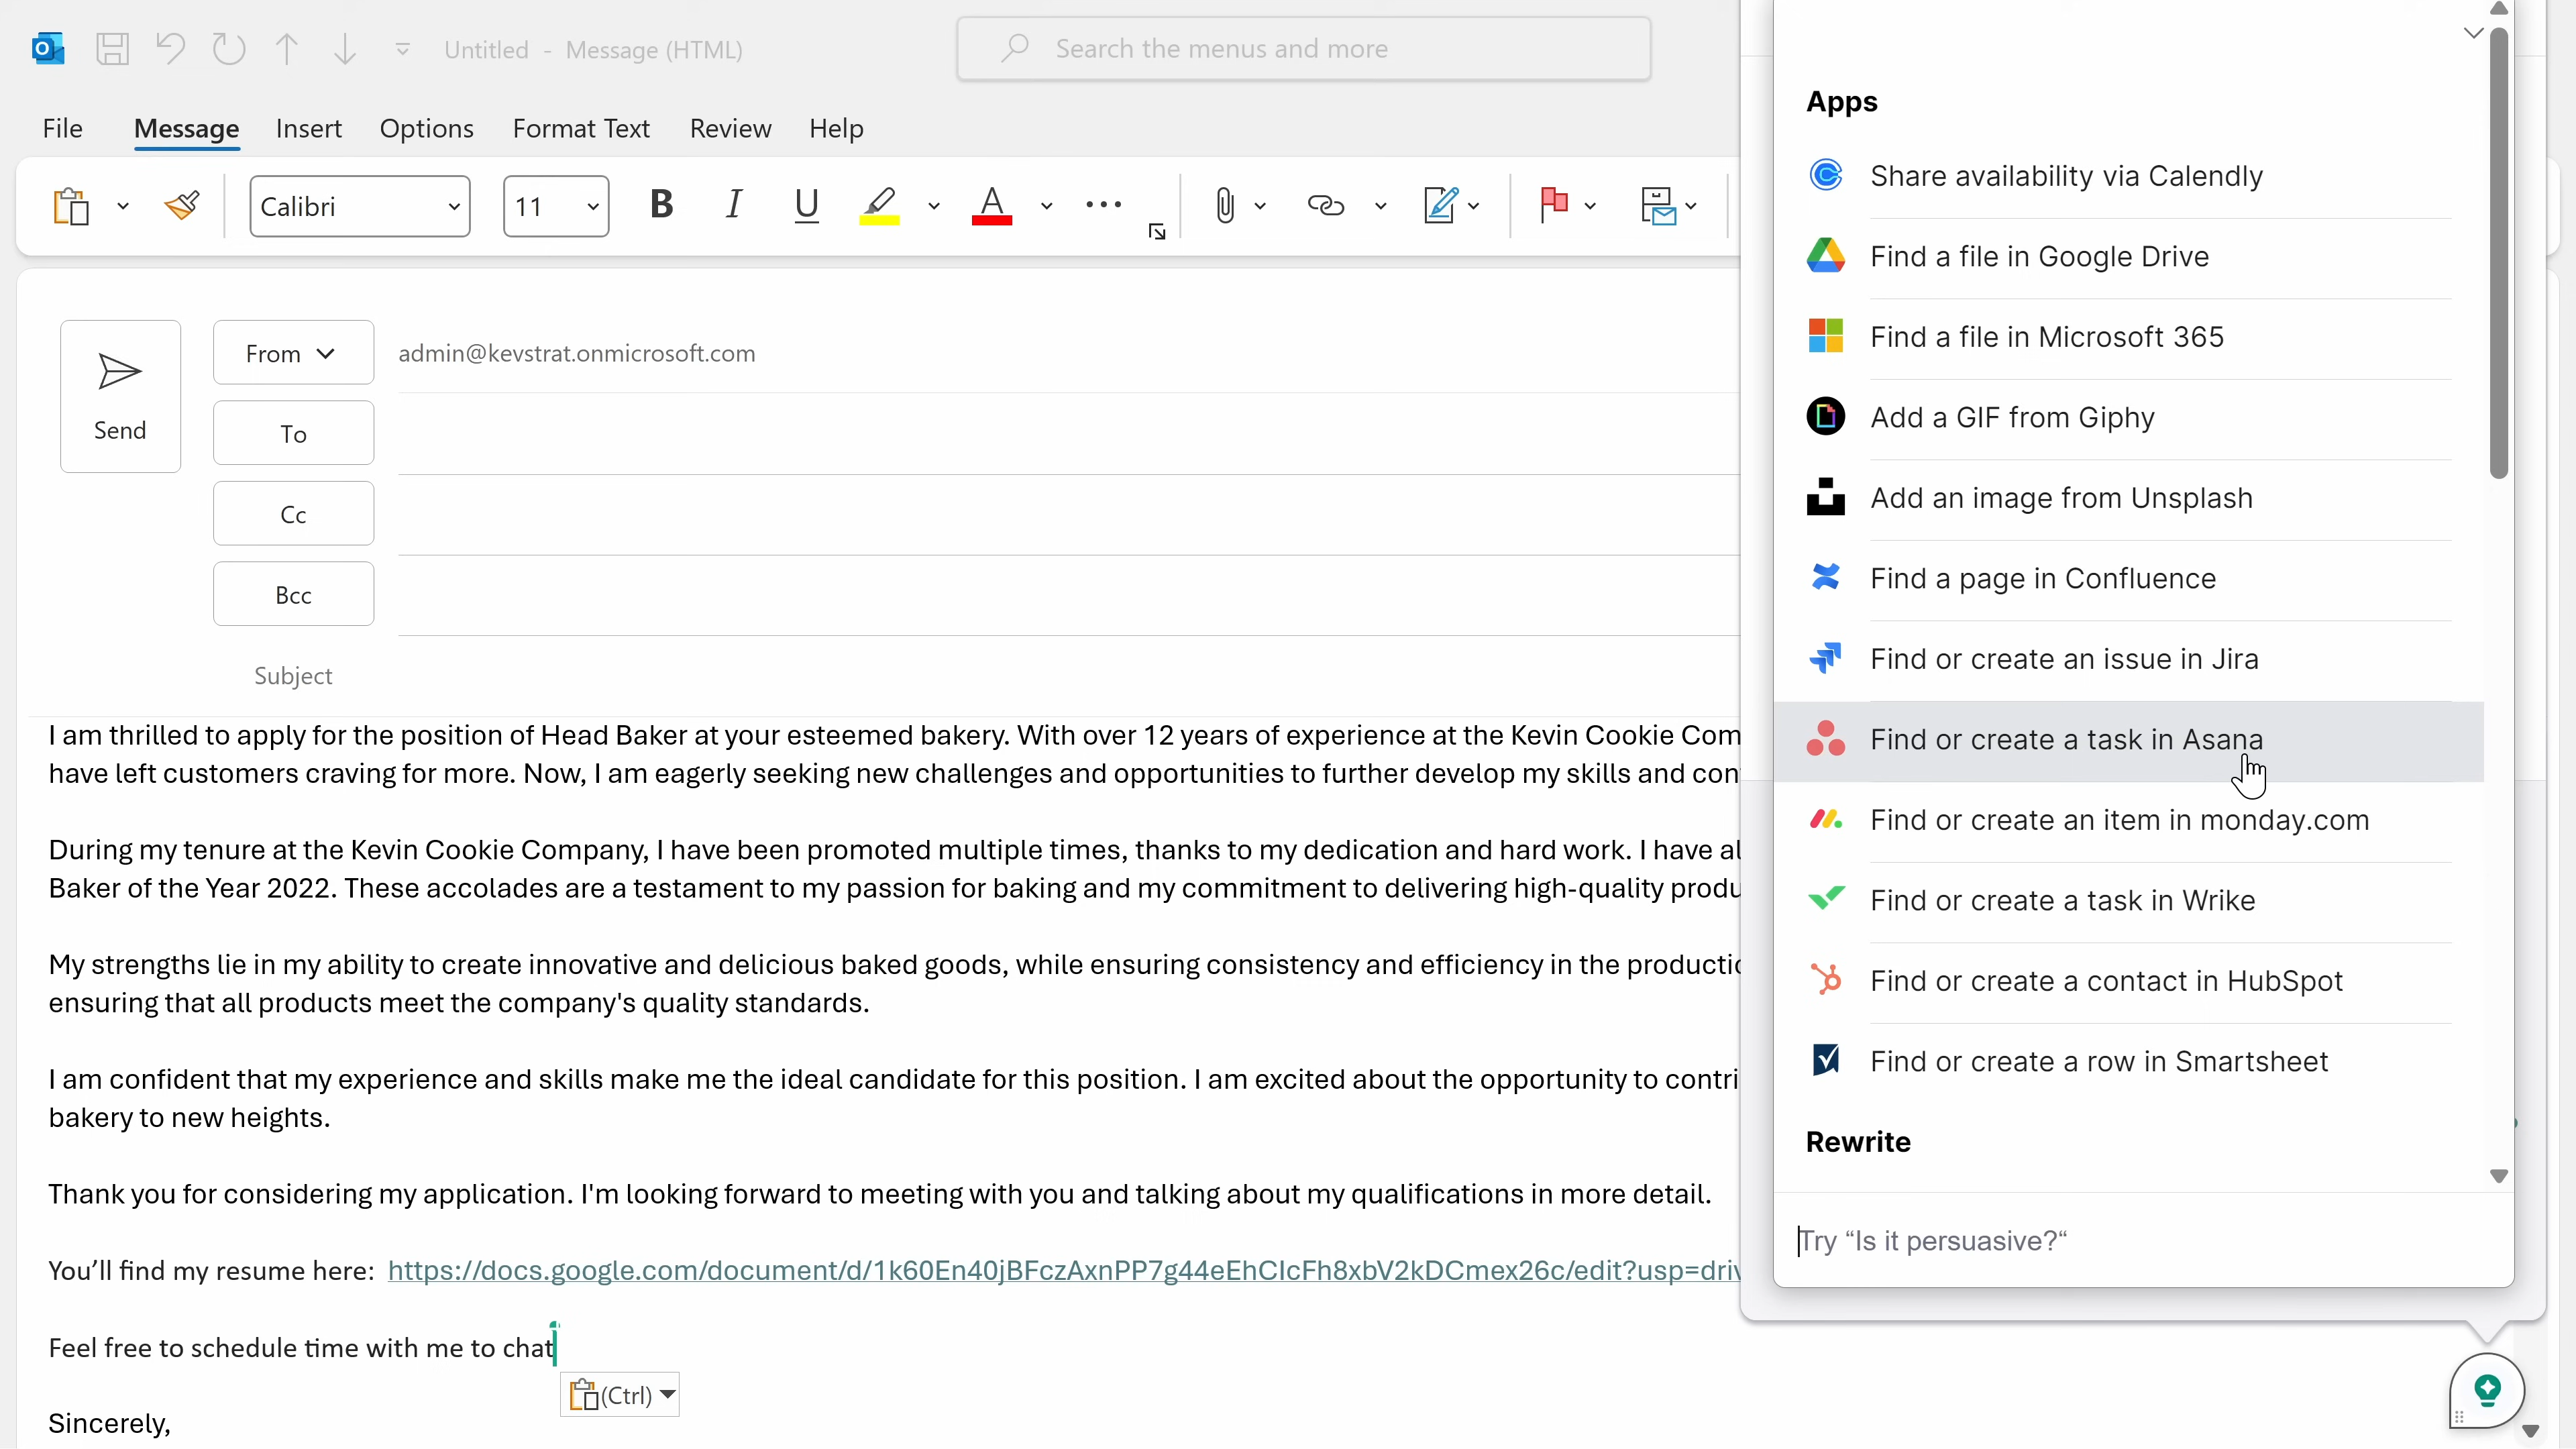 Untitled - Message (HTML)
Search the menus and more
File Message Insert Options Format Text Review Help
Calibri 11 B I U A
Send
From admin@kevstrat.onmicrosoft.com
To
Cc
Bcc
Subject
I am thrilled to apply for the position of Head Baker at your esteemed bakery. With over 12 years of experience at the Kevin Cookie Com
have left customers craving for more. Now, I am eagerly seeking new challenges and opportunities to further develop my skills and con
During my tenure at the Kevin Cookie Company, I have been promoted multiple times, thanks to my dedication and hard work. I have al
Baker of the Year 2022. These accolades are a testament to my passion for baking and my commitment to delivering high-quality produ
My strengths lie in my ability to create innovative and delicious baked goods, while ensuring consistency and efficiency in the productio
ensuring that all products meet the company's quality standards.
I am confident that my experience and skills make me the ideal candidate for this position. I am excited about the opportunity to contri
bakery to new heights.
Thank you for considering my application. I'm looking forward to meeting with you and talking about my qualifications in more detail.
You’ll find my resume here: https://docs.google.com/document/d/1k60En40jBFczAxnPP7g44eEhClcFh8xbV2kDCmex26c/edit?usp=driv
Feel free to schedule time with me to chat
(Ctrl)
Sincerely,
Apps
Share availability via Calendly
Find a file in Google Drive
Find a file in Microsoft 365
Add a GIF from Giphy
Add an image from Unsplash
Find a page in Confluence
Find or create an issue in Jira
Find or create a task in Asana
Find or create an item in monday.com
Find or create a task in Wrike
Find or create a contact in HubSpot
Find or create a row in Smartsheet
Rewrite
Try “Is it persuasive?“